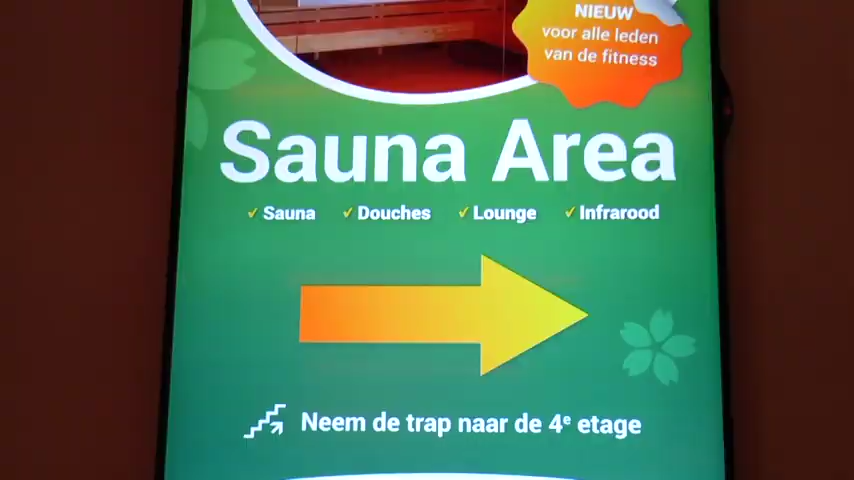 NIEUW
voor alle leden
van de fitness
Sauna Area
✓ Sauna ✓ Douches ✓ Lounge ✓ Infrarood
Neem de trap naar de 4e etage